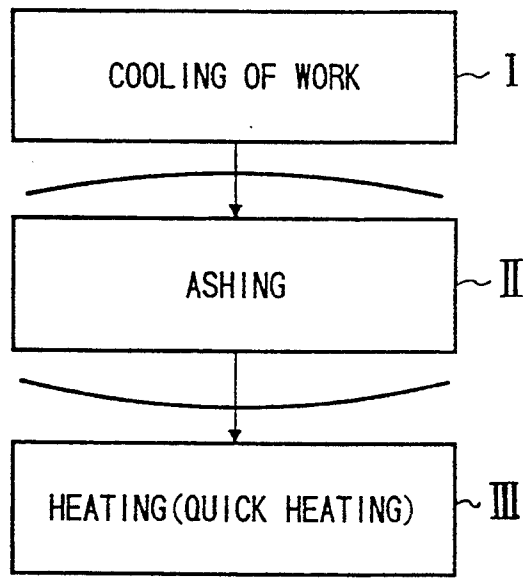 COOLING OF WORK
I
ASHING
II
HEATING(QUICK HEATING)
III